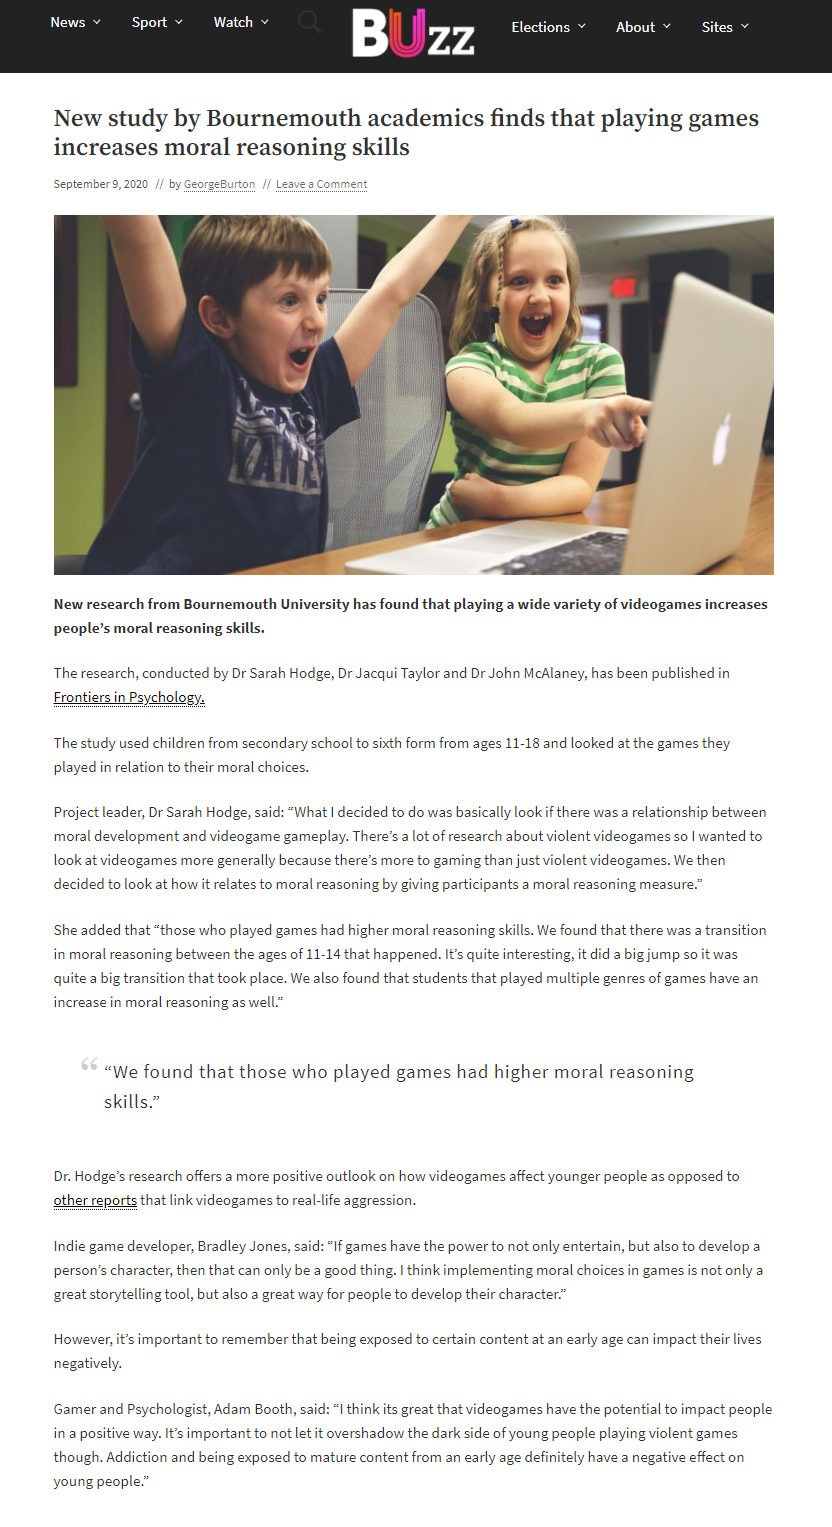 News Sport Watch BUzz Elections About Sites
New study by Bournemouth academics finds that playing games
increases moral reasoning skills
September 9, 2020 // by GeorgeBurton // Leave a Comment
New research from Bournemouth University has found that playing a wide variety of videogames increases
people’s moral reasoning skills.
The research, conducted by Dr Sarah Hodge, Dr Jacqui Taylor and Dr John McAlaney, has been published in
Frontiers in Psychology.
The study used children from secondary school to sixth form from ages 11-18 and looked at the games they
played in relation to their moral choices.
Project leader, Dr Sarah Hodge, said: “What I decided to do was basically look if there was a relationship between
moral development and videogame gameplay. There’s a lot of research about violent videogames so I wanted to
look at videogames more generally because there’s more to gaming than just violent videogames. We then
decided to look at how it relates to moral reasoning by giving participants a moral reasoning measure.”
She added that “those who played games had higher moral reasoning skills. We found that there was a transition
in moral reasoning between the ages of 11-14 that happened. It’s quite interesting, it did a big jump so it was
quite a big transition that took place. We also found that students that played multiple genres of games have an
increase in moral reasoning as well.”
“We found that those who played games had higher moral reasoning
skills.”
Dr. Hodge’s research offers a more positive outlook on how videogames affect younger people as opposed to
other reports that link videogames to real-life aggression.
Indie game developer, Bradley Jones, said: “If games have the power to not only entertain, but also to develop a
person’s character, then that can only be a good thing. I think implementing moral choices in games is not only a
great storytelling tool, but also a great way for people to develop their character.”
However, it’s important to remember that being exposed to certain content at an early age can impact their lives
negatively.
Gamer and Psychologist, Adam Booth, said: “I think its great that videogames have the potential to impact people
in a positive way. It’s important to not let it overshadow the dark side of young people playing violent games
though. Addiction and being exposed to mature content from an early age definitely have a negative effect on
young people.”